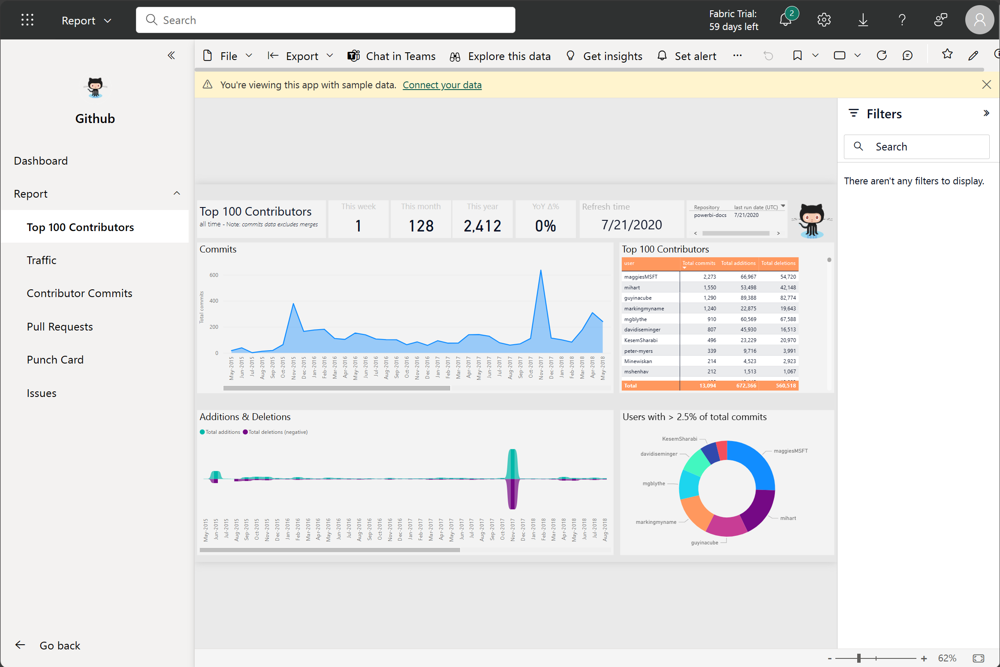 Report
Search
Fabric Trial:
59 days left
2
File
Export
Chat in Teams
Explore this data
Get insights
Set alert
You're viewing this app with sample data. Connect your data
Github
Dashboard
Report
Top 100 Contributors
Traffic
Contributor Commits
Pull Requests
Punch Card
Issues
Go back
Top 100 Contributors
all time - Note: commits data excludes merges
This week
1
This month
128
This year
2,412
YoY Δ%
0%
Refresh time
7/21/2020
Repository last run date (UTC)
powerbi-docs 7/21/2020
Commits
Total commits
600
400
200
0
May-2015 Jun-2015 Jul-2015 Aug-2015 Sep-2015 Oct-2015 Nov-2015 Dec-2015 Jan-2016 Feb-2016 Mar-2016 Apr-2016 May-2016 Jun-2016 Jul-2016 Aug-2016 Sep-2016 Oct-2016 Nov-2016 Dec-2016 Jan-2017 Feb-2017 Mar-2017 Apr-2017 May-2017 Jun-2017 Jul-2017 Aug-2017 Sep-2017 Oct-2017 Nov-2017 Dec-2017 Jan-2018 Feb-2018 Mar-2018 Apr-2018 May-2018
Top 100 Contributors
user Total commits Total additions Total deletions
maggiesMSFT 2,273 66,967 54,720
mihart 1,550 53,498 42,148
guyinacube 1,290 89,388 82,774
markingmyname 1,240 22,875 19,643
mgblythe 910 60,569 67,588
davidiseminger 807 45,930 16,513
KesemSharabi 496 23,229 20,970
peter-myers 339 9,716 3,991
Minewiskan 214 4,523 2,923
mshenhav 212 1,513 1,067
Total 13,094 672,366 560,518
Additions & Deletions
Total additions Total deletions (negative)
May-2015 Jun-2015 Jul-2015 Aug-2015 Sep-2015 Oct-2015 Nov-2015 Dec-2015 Jan-2016 Feb-2016 Mar-2016 Apr-2016 May-2016 Jun-2016 Jul-2016 Aug-2016 Sep-2016 Oct-2016 Nov-2016 Dec-2016 Jan-2017 Feb-2017 Mar-2017 Apr-2017 May-2017 Jun-2017 Jul-2017 Aug-2017 Sep-2017 Oct-2017 Nov-2017 Dec-2017 Jan-2018 Feb-2018 Mar-2018 Apr-2018 May-2018 Jun-2018 Jul-2018 Aug-2018
Users with > 2.5% of total commits
KesemSharabi
davidiseminger
maggiesMSFT
mgblythe
mihart
markingmyname
guyinacube
Filters
Search
There aren't any filters to display.
- + 62%